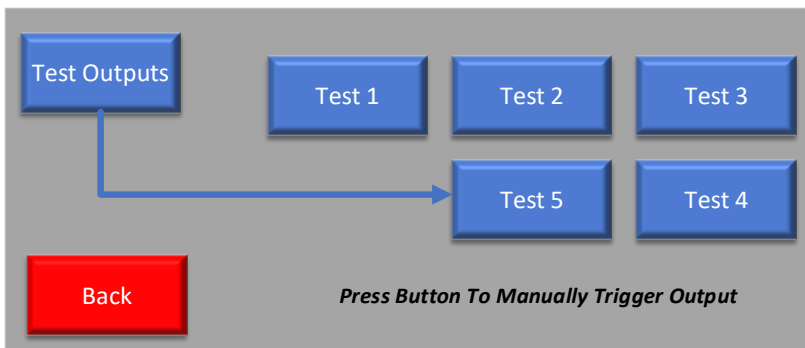 Test Outputs
Test 1
Test 2
Test 3
Test 5
Test 4
Back
Press Button To Manually Trigger Output